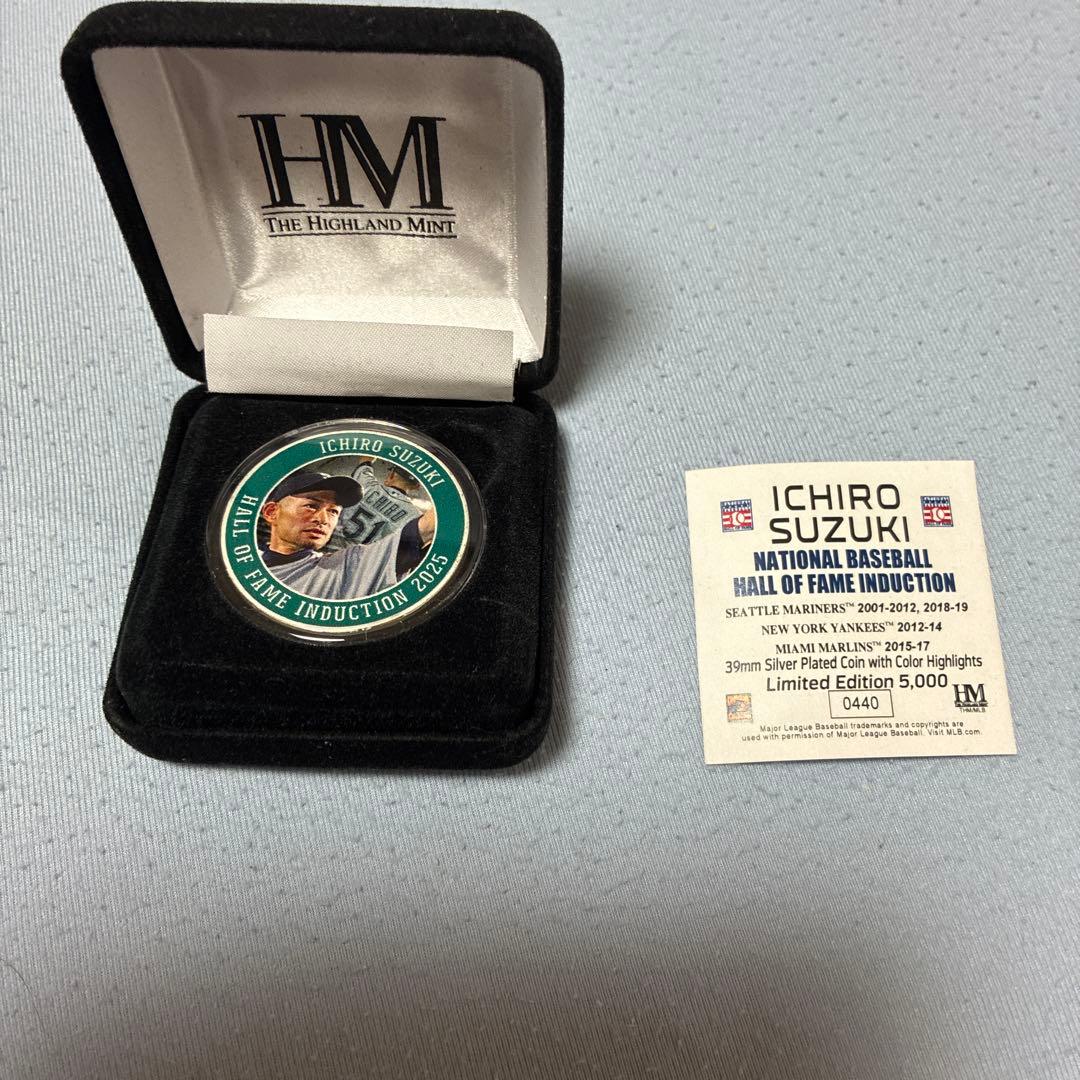 HM
THE HIGHLAND MINT
ICHIRO SUZUKI
HALL OF FAME INDUCTION 2025
ICHIRO
51
ICHIRO
SUZUKI
NATIONAL BASEBALL
HALL OF FAME INDUCTION
SEATTLE MARINERS™ 2001-2012, 2018-19
NEW YORK YANKEES™ 2012-14
MIAMI MARLINS™ 2015-17
39mm Silver Plated Coin with Color Highlights
Limited Edition 5,000
0440
HM
THM/MLB
Major League Baseball trademarks and copyrights are
used with permission of Major League Baseball. Visit MLB.com.